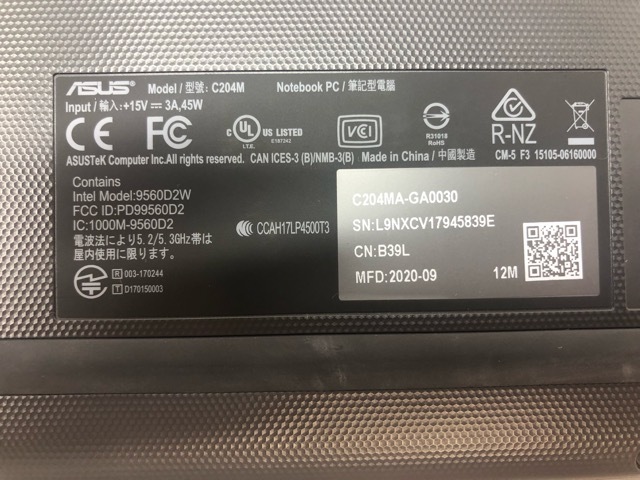 ASUS Model / 型號: C204M Notebook PC / 筆記型電腦
Input / 輸入: +15V⎓3A,45W
CE FC c UL US LISTED VCI R31018 RoHS R-NZ
I.T.E. E187242
ASUSTeK Computer Inc.All rights reserved. CAN ICES-3 (B)/NMB-3(B) Made in China / 中國製造 CM-5 F3 15105-06160000
Contains
Intel Model:9560D2W
FCC ID:PD99560D2
IC:1000M-9560D2
電波法により5.2/5.3GHz帯は
屋内使用に限ります。
R 003-170244
T D170150003
CCAH17LP4500T3
C204MA-GA0030
SN:L9NXCV17945839E
CN:B39L
MFD:2020-09 12M